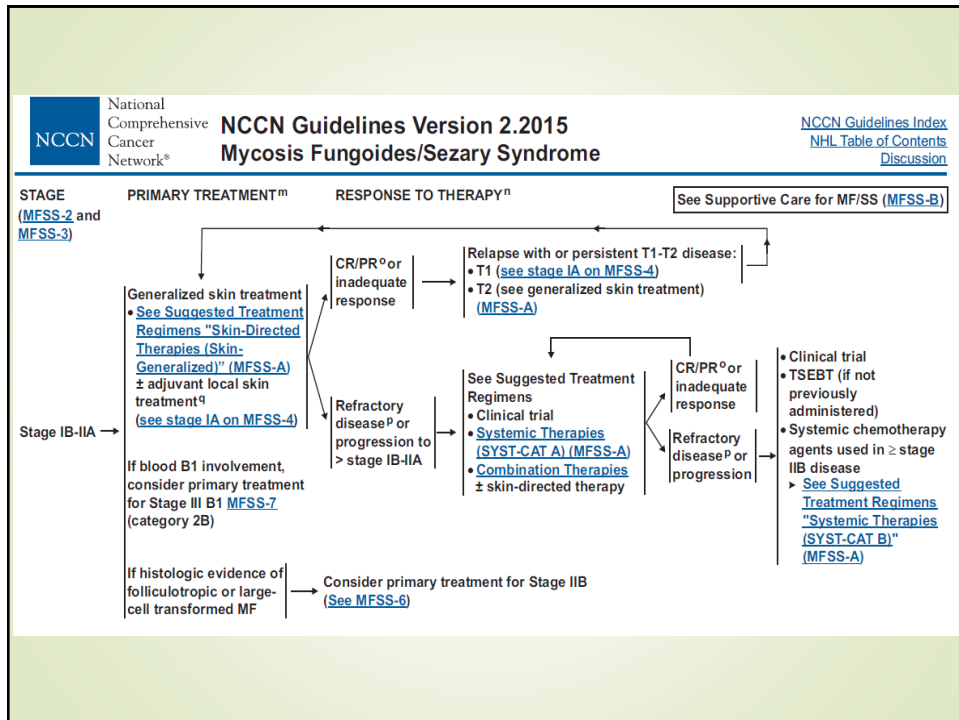 NCCN
National
Comprehensive
Cancer
Network®
NCCN Guidelines Version 2.2015
Mycosis Fungoides/Sezary Syndrome
NCCN Guidelines Index
NHL Table of Contents
Discussion
STAGE
(MFSS-2 and
MFSS-3)
PRIMARY TREATMENTᵐ
RESPONSE TO THERAPYⁿ
See Supportive Care for MF/SS (MFSS-B)
Stage IB-IIA
Generalized skin treatment
• See Suggested Treatment
Regimens "Skin-Directed
Therapies (Skin-
Generalized)” (MFSS-A)
± adjuvant local skin
treatment�q
(see stage IA on MFSS-4)
If blood B1 involvement,
consider primary treatment
for Stage III B1 MFSS-7
(category 2B)
If histologic evidence of
folliculotropic or large-
cell transformed MF
Consider primary treatment for Stage IIB
(See MFSS-6)
CR/PRᵒ or
inadequate
response
Relapse with or persistent T1-T2 disease:
• T1 (see stage IA on MFSS-4)
• T2 (see generalized skin treatment)
(MFSS-A)
Refractory
diseaseᵖ or
progression to
> stage IB-IIA
See Suggested Treatment
Regimens
• Clinical trial
• Systemic Therapies
(SYST-CAT A) (MFSS-A)
• Combination Therapies
± skin-directed therapy
CR/PRᵒ or
inadequate
response
Refractory
diseaseᵖ or
progression
• Clinical trial
• TSEBT (if not
previously
administered)
• Systemic chemotherapy
agents used in ≥ stage
IIB disease
➤ See Suggested
Treatment Regimens
"Systemic Therapies
(SYST-CAT B)"
(MFSS-A)